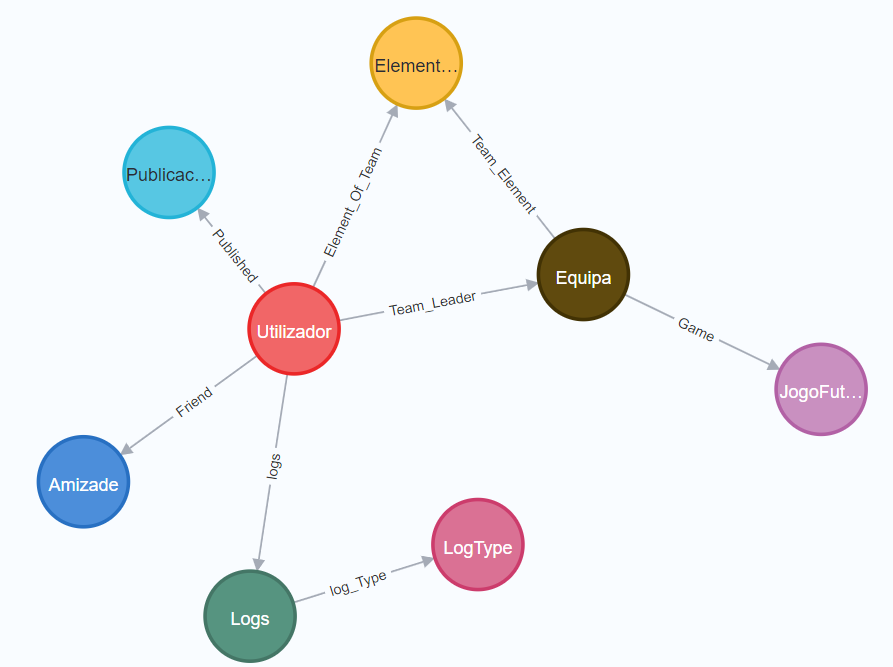 Element...
Element_Of_Team
Team_Element
Publicac...
Published
Utilizador
Team_Leader
Equipa
Game
JogoFut...
Friend
Amizade
logs
Logs
log_Type
LogType